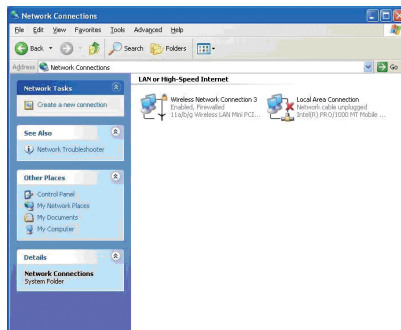 Network Connections
File Edit View Favorites Tools Advanced Help
Back Search Folders
Address Network Connections Go
Network Tasks
Create a new connection
See Also
Network Troubleshooter
Other Places
Control Panel
My Network Places
My Documents
My Computer
Details
Network Connections
System Folder
LAN or High-Speed Internet
Wireless Network Connection 3
Enabled, Firewalled
11a/b/g Wireless LAN Mini PCI...
Local Area Connection
Network cable unplugged
Intel(R) PRO/1000 MT Mobile ...